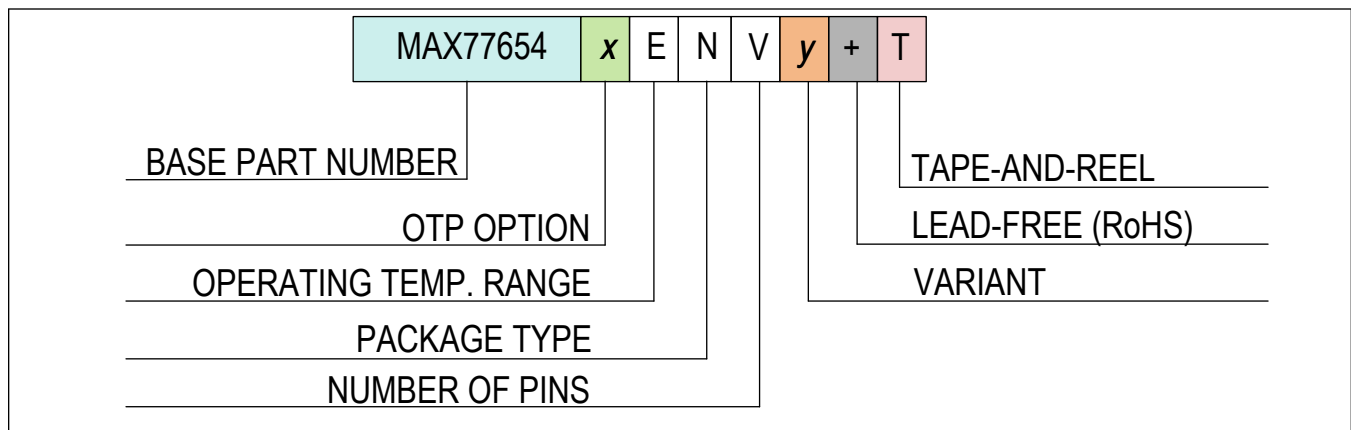 MAX77654 x E N V y + T
BASE PART NUMBER
TAPE-AND-REEL
OTP OPTION
LEAD-FREE (RoHS)
OPERATING TEMP. RANGE
VARIANT
PACKAGE TYPE
NUMBER OF PINS